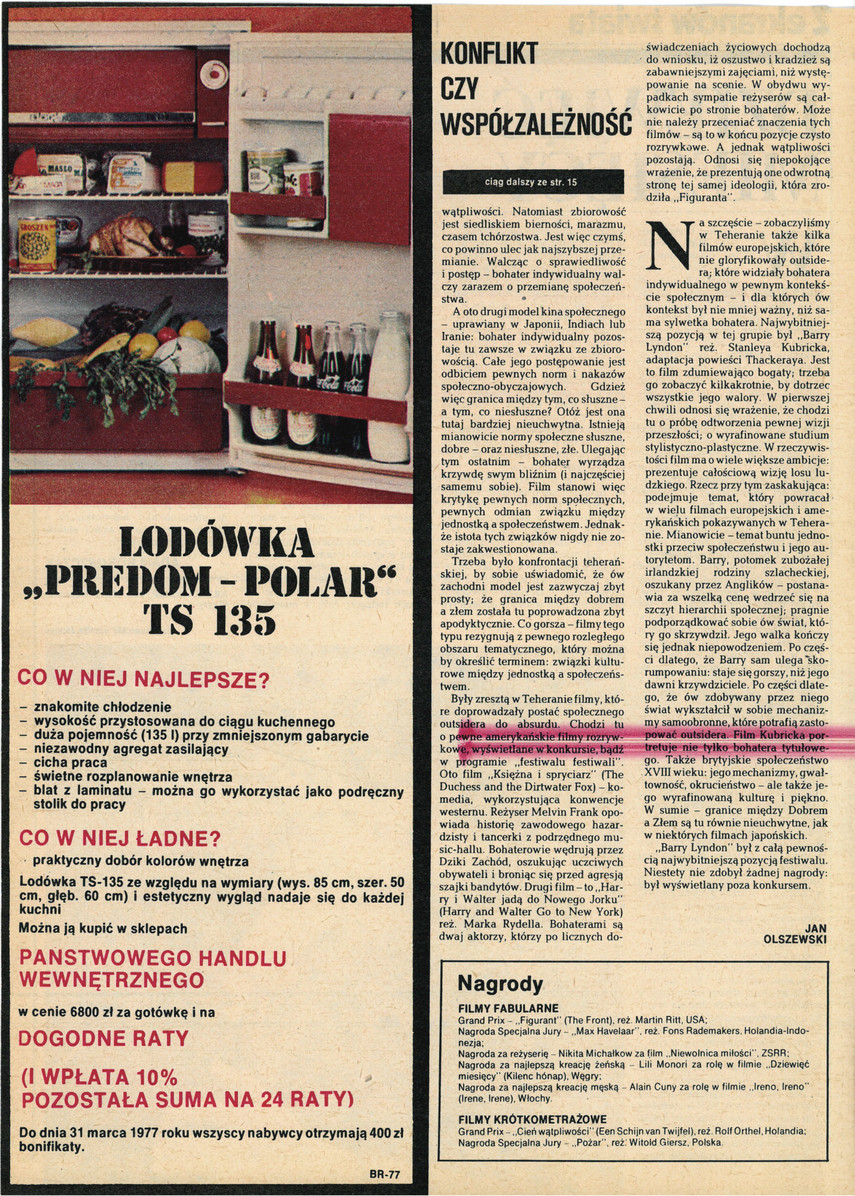 MASŁO
GROSZEK
Coca-Cola
LODÓWKA
„PREDOM – POLAR“
TS 135
CO W NIEJ NAJLEPSZE?
– znakomite chłodzenie
– wysokość przystosowana do ciągu kuchennego
– duża pojemność (135 l) przy zmniejszonym gabarycie
– niezawodny agregat zasilający
– cicha praca
– świetne rozplanowanie wnętrza
– blat z laminatu – można go wykorzystać jako podręczny
stolik do pracy
CO W NIEJ ŁADNE?
praktyczny dobór kolorów wnętrza
Lodówka TS-135 ze względu na wymiary (wys. 85 cm, szer. 50
cm, głęb. 60 cm) i estetyczny wygląd nadaje się do każdej
kuchni
Można ją kupić w sklepach
PANSTWOWEGO HANDLU
WEWNĘTRZNEGO
w cenie 6800 zł za gotówkę i na
DOGODNE RATY
(I WPŁATA 10%
POZOSTAŁA SUMA NA 24 RATY)
Do dnia 31 marca 1977 roku wszyscy nabywcy otrzymają 400 zł
bonifikaty.
BR-77
KONFLIKT
CZY
WSPÓŁZALEŻNOŚĆ
ciąg dalszy ze str. 15
wątpliwości. Natomiast zbiorowość
jest siedliskiem bierności, marazmu,
czasem tchórzostwa. Jest więc czymś,
co powinno ulec jak najszybszej prze-
mianie. Walcząc o sprawiedliwość
i postęp – bohater indywidualny wal-
czy zarazem o przemianę społeczeń-
stwa.
A oto drugi model kina społecznego
– uprawiany w Japonii, Indiach lub
Iranie: bohater indywidualny pozos-
taje tu zawsze w związku ze zbioro-
wością. Całe jego postępowanie jest
odbiciem pewnych norm i nakazów
społeczno-obyczajowych. Gdzież
więc granica między tym, co słuszne –
a tym, co niesłuszne? Otóż jest ona
tutaj bardziej nieuchwytna. Istnieją
mianowicie normy społeczne słuszne,
dobre – oraz niesłuszne, złe. Ulegając
tym ostatnim – bohater wyrządza
krzywdę swym bliźnim (i najczęściej
samemu sobie). Film stanowi więc
krytykę pewnych norm społecznych,
pewnych odmian związku między
jednostką a społeczeństwem. Jednak-
że istota tych związków nigdy nie zo-
staje zakwestionowana.
Trzeba było konfrontacji teherań-
skiej, by sobie uświadomić, że ów
zachodni model jest zazwyczaj zbyt
prosty; że granica między dobrem
a złem została tu poprowadzona zbyt
apodyktycznie. Co gorsza – filmy tego
typu rezygnują z pewnego rozległego
obszaru tematycznego, który można
by określić terminem: związki kultu-
rowe między jednostką a społeczeńs-
twem.
Były zresztą w Teheranie filmy, któ-
re doprowadzały postać społecznego
outsidera do absurdu. Chodzi tu
o pewne amerykańskie filmy rozryw-
kowe, wyświetlane w konkursie, bądź
w programie „festiwalu festiwali”.
Oto film „Księżna i spryciarz” (The
Duchess and the Dirtwater Fox) – ko-
media, wykorzystująca konwencje
westernu. Reżyser Melvin Frank opo-
wiada historię zawodowego hazar-
dzisty i tancerki z podrzędnego mu-
sic-hallu. Bohaterowie wędrują przez
Dziki Zachód, oszukując uczciwych
obywateli i broniąc się przed agresją
szajki bandytów. Drugi film – to „Har-
ry i Walter jadą do Nowego Jorku”
(Harry and Walter Go to New York)
reż. Marka Rydella. Bohaterami są
dwaj aktorzy, którzy po licznych do-
świadczeniach życiowych dochodzą
do wniosku, iż oszustwo i kradzież są
zabawniejszymi zajęciami, niż wystę-
powanie na scenie. W obydwu wy-
padkach sympatie reżyserów są cał-
kowicie po stronie bohaterów. Może
nie należy przeceniać znaczenia tych
filmów – są to w końcu pozycje czysto
rozrywkowe. A jednak wątpliwości
pozostają. Odnosi się niepokojące
wrażenie, że prezentują one odwrotną
stronę tej samej ideologii, która zro-
dziła „Figuranta”.
Na szczęście – zobaczyliśmy
w Teheranie także kilka
filmów europejskich, które
nie gloryfikowały outside-
ra; które widziały bohatera
indywidualnego w pewnym kontekś-
cie społecznym – i dla których ów
kontekst był nie mniej ważny, niż sa-
ma sylwetka bohatera. Najwybitniej-
szą pozycją w tej grupie był „Barry
Lyndon” reż. Stanleya Kubricka,
adaptacja powieści Thackeraya. Jest
to film zdumiewająco bogaty; trzeba
go zobaczyć kilkakrotnie, by dotrzec
wszystkie jego walory. W pierwszej
chwili odnosi się wrażenie, że chodzi
tu o próbę odtworzenia pewnej wizji
przeszłości; o wyrafinowane studium
stylistyczno-plastyczne. W rzeczywis-
tości film ma o wiele większe ambicje:
prezentuje całościową wizję losu lu-
dzkiego. Rzecz przy tym zaskakująca:
podejmuje temat, który powracał
w wielu filmach europejskich i ame-
rykańskich pokazywanych w Tehera-
nie. Mianowicie – temat buntu jedno-
stki przeciw społeczeństwu i jego au-
torytetom. Barry, potomek zubożałej
irlandzkiej rodziny szlacheckiej,
oszukany przez Anglików – postana-
wia za wszelką cenę wedrzeć się na
szczyt hierarchii społecznej; pragnie
podporządkować sobie ów świat, któ-
ry go skrzywdził. Jego walka kończy
się jednak niepowodzeniem. Po częś-
ci dlatego, że Barry sam ulega sko-
rumpowaniu: staje się gorszy, niż jego
dawni krzywdziciele. Po części dlate-
go, że ów zdobywany przez niego
świat wykształcił w sobie mechaniz-
my samoobronne, które potrafią zasto-
pować outsidera. Film Kubricka por-
tretuje nie tylko bohatera tytułowe-
go. Także brytyjskie społeczeństwo
XVIII wieku: jego mechanizmy, gwał-
towność, okrucieństwo – ale także je-
go wyrafinowaną kulturę i piękno.
W sumie – granice między Dobrem
a Złem są tu równie nieuchwytne, jak
w niektórych filmach japońskich.
„Barry Lyndon” był z całą pewnoś-
cią najwybitniejszą pozycją festiwalu.
Niestety nie zdobył żadnej nagrody:
był wyświetlany poza konkursem.
JAN
OLSZEWSKI
Nagrody
FILMY FABULARNE
Grand Prix – „Figurant” (The Front), reż. Martin Ritt, USA;
Nagroda Specjalna Jury – „Max Havelaar”, reż. Fons Rademakers, Holandia-Indo-
nezja;
Nagroda za reżyserię – Nikita Michałkow za film „Niewolnica miłości”, ZSRR;
Nagroda za najlepszą kreację żeńską – Lili Monori za rolę w filmie „Dziewięć
miesięcy” (Kilenc hónap), Węgry;
Nagroda za najlepszą kreację męską – Alain Cuny za rolę w filmie „Ireno, Ireno”
(Irene, Irene), Włochy.
FILMY KRÓTKOMETRAŻOWE
Grand Prix – „Cień wątpliwości” (Een Schijn van Twijfel), reż. Rolf Orthel, Holandia;
Nagroda Specjalna Jury – „Pożar”, reż. Witold Giersz, Polska.